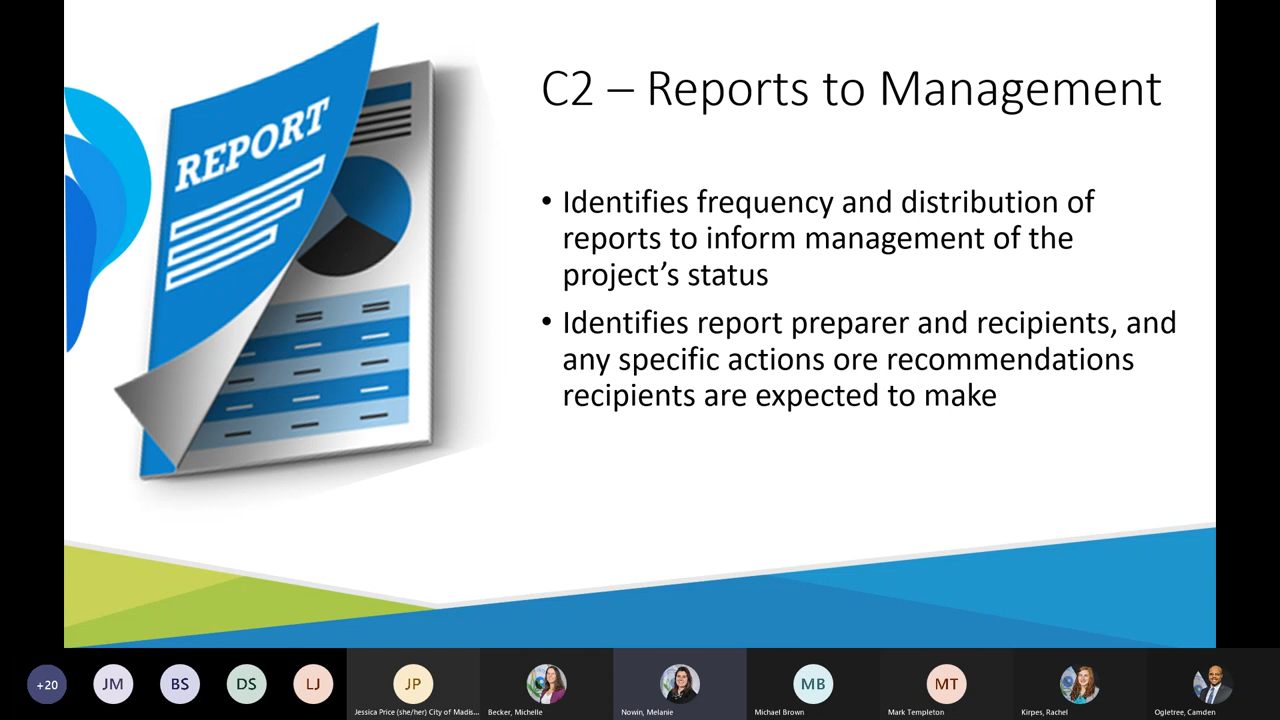 REPORT
C2 – Reports to Management
• Identifies frequency and distribution of
reports to inform management of the
project’s status
• Identifies report preparer and recipients, and
any specific actions ore recommendations
recipients are expected to make
+20
JM
BS
DS
LJ
JP
MB
MT
Jessica Price (she/her) City of Madis...
Becker, Michelle
Nowin, Melanie
Michael Brown
Mark Templeton
Kirpes, Rachel
Ogletree, Camden